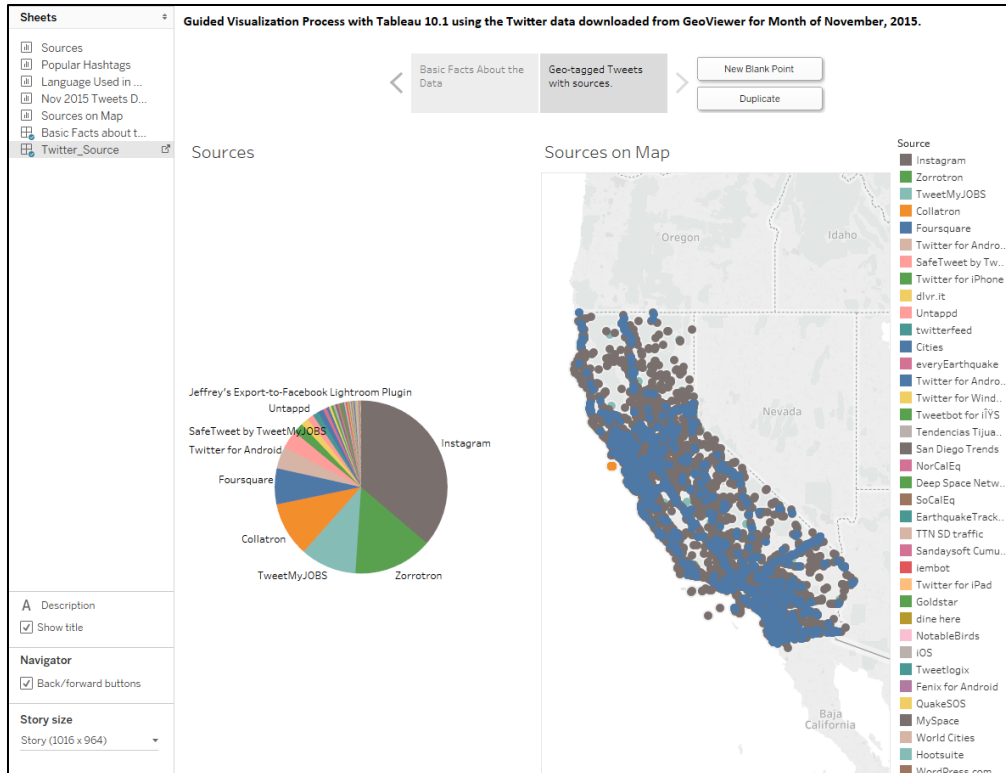 Sheets
Guided Visualization Process with Tableau 10.1 using the Twitter data downloaded from GeoViewer for Month of November, 2015.
Sources
Popular Hashtags
Language Used in ...
Nov 2015 Tweets D...
Sources on Map
Basic Facts about t...
Twitter_Source
Basic Facts About the
Data
Geo-tagged Tweets
with sources.
New Blank Point
Duplicate
Sources
Jeffrey's Export-to-Facebook Lightroom Plugin
Untappd
SafeTweet by TweetMyJOBS
Twitter for Android
Foursquare
Collatron
TweetMyJOBS
Zorrotron
Instagram
Sources on Map
Oregon
Idaho
Nevada
Baja
California
Source
Instagram
Zorrotron
TweetMyJOBS
Collatron
Foursquare
Twitter for Andro..
SafeTweet by Tw..
Twitter for iPhone
dlvr.it
Untappd
twitterfeed
Cities
everyEarthquake
Twitter for Andro..
Twitter for Wind..
Tweetbot for iÎŸS
Tendencias Tijua..
San Diego Trends
NorCalEq
Deep Space Netw..
SoCalEq
EarthquakeTrack..
TTN SD traffic
Sandaysoft Cumu..
iembot
Twitter for iPad
Goldstar
dine here
NotableBirds
iOS
Tweetlogix
Fenix for Android
QuakeSOS
MySpace
World Cities
Hootsuite
WordPress.com
A Description
Show title
Navigator
Back/forward buttons
Story size
Story (1016 x 964)